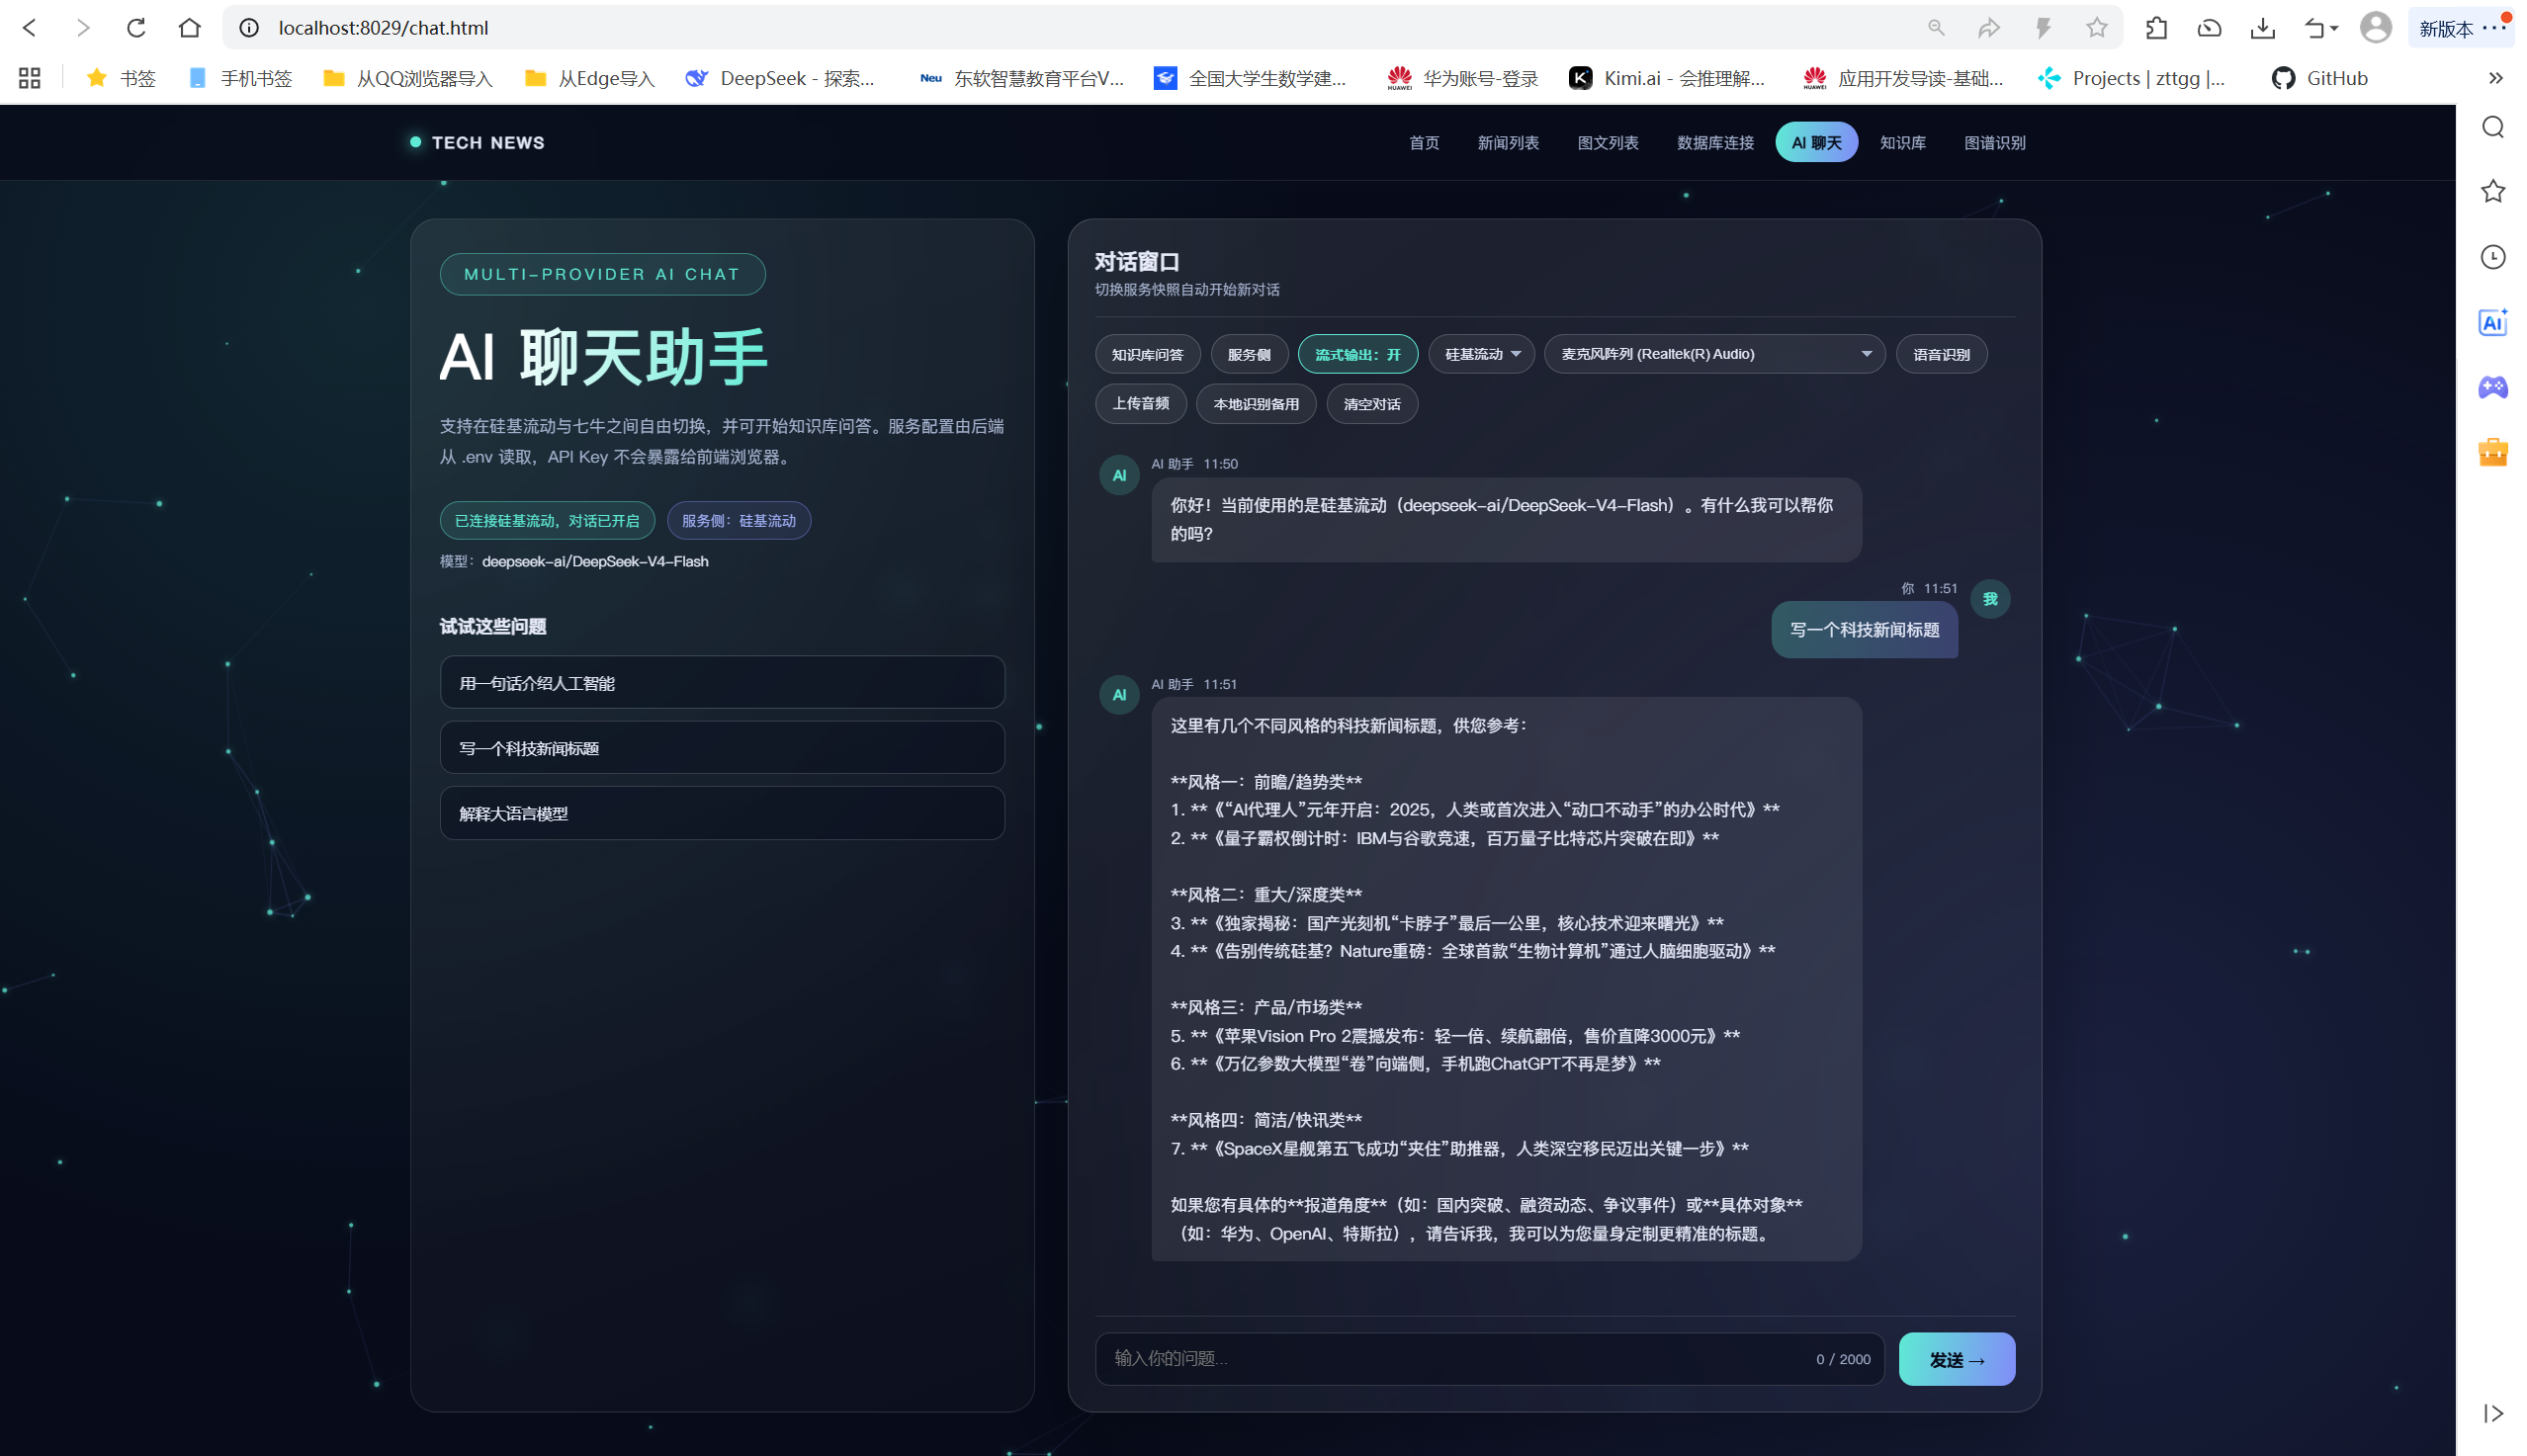 localhost:8029/chat.html
新版本
书签
手机书签
从QQ浏览器导入
从Edge导入
DeepSeek - 探索...
Neu
东软智慧教育平台V...
全国大学生数学建...
HUAWEI
华为账号-登录
K
Kimi.ai - 会推理解...
HUAWEI
应用开发导读-基础...
Projects | zttgg |...
GitHub
TECH NEWS
首页
新闻列表
图文列表
数据库连接
AI 聊天
知识库
图谱识别
MULTI-PROVIDER AI CHAT
AI 聊天助手
支持在硅基流动与七牛之间自由切换，并可开始知识库问答。服务配置由后端
从 .env 读取，API Key 不会暴露给前端浏览器。
已连接硅基流动，对话已开启
服务侧：硅基流动
模型：deepseek-ai/DeepSeek-V4-Flash
试试这些问题
用一句话介绍人工智能
写一个科技新闻标题
解释大语言模型
对话窗口
切换服务快照自动开始新对话
知识库问答
服务侧
流式输出：开
硅基流动
麦克风阵列 (Realtek(R) Audio)
语音识别
上传音频
本地识别备用
清空对话
AI
AI 助手 11:50
你好！当前使用的是硅基流动（deepseek-ai/DeepSeek-V4-Flash）。有什么我可以帮你
的吗？
你 11:51
我
写一个科技新闻标题
AI
AI 助手 11:51
这里有几个不同风格的科技新闻标题，供您参考：
**风格一：前瞻/趋势类**
1. **《“AI代理人”元年开启：2025，人类或首次进入“动口不动手”的办公时代》**
2. **《量子霸权倒计时：IBM与谷歌竞速，百万量子比特芯片突破在即》**
**风格二：重大/深度类**
3. **《独家揭秘：国产光刻机“卡脖子”最后一公里，核心技术迎来曙光》**
4. **《告别传统硅基？Nature重磅：全球首款“生物计算机”通过人脑细胞驱动》**
**风格三：产品/市场类**
5. **《苹果Vision Pro 2震撼发布：轻一倍、续航翻倍，售价直降3000元》**
6. **《万亿参数大模型“卷”向端侧，手机跑ChatGPT不再是梦》**
**风格四：简洁/快讯类**
7. **《SpaceX星舰第五飞成功“夹住”助推器，人类深空移民迈出关键一步》**
如果您有具体的**报道角度**（如：国内突破、融资动态、争议事件）或**具体对象**
（如：华为、OpenAI、特斯拉），请告诉我，我可以为您量身定制更精准的标题。
输入你的问题...
0 / 2000
发送 →
Ai